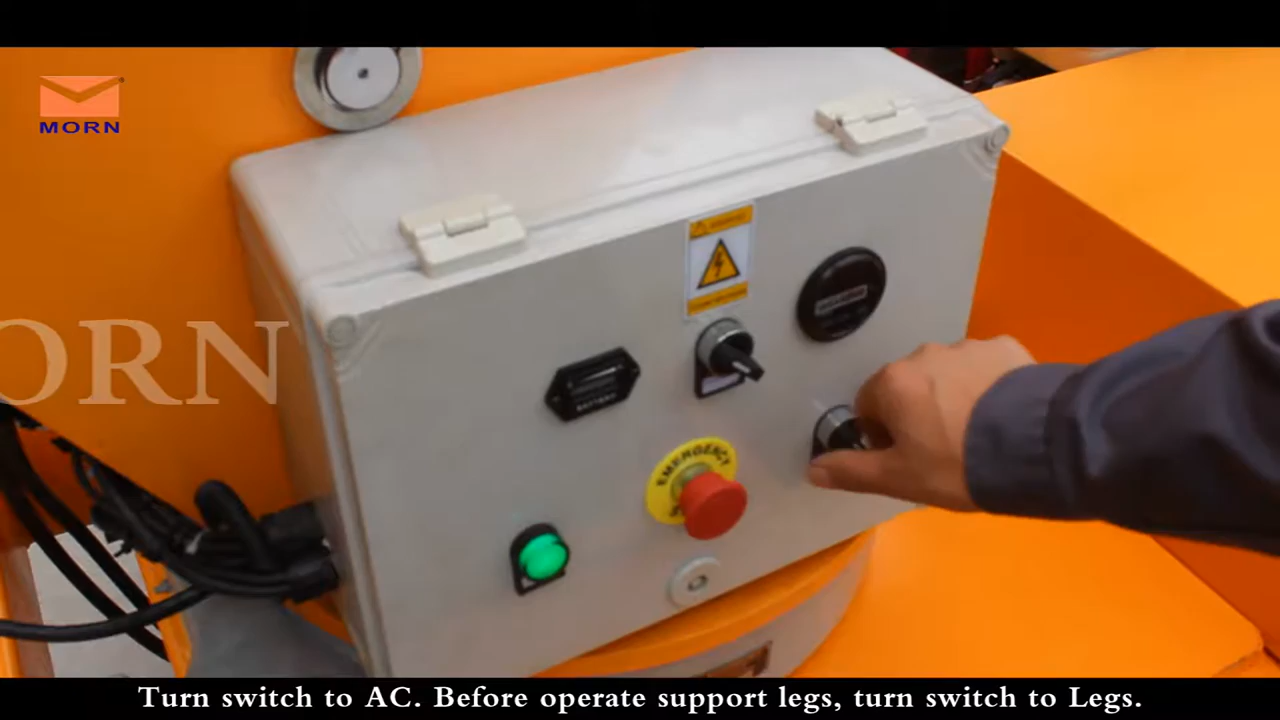 MORN
ORN
EMERGENCY
Turn switch to AC. Before operate support legs, turn switch to Legs.